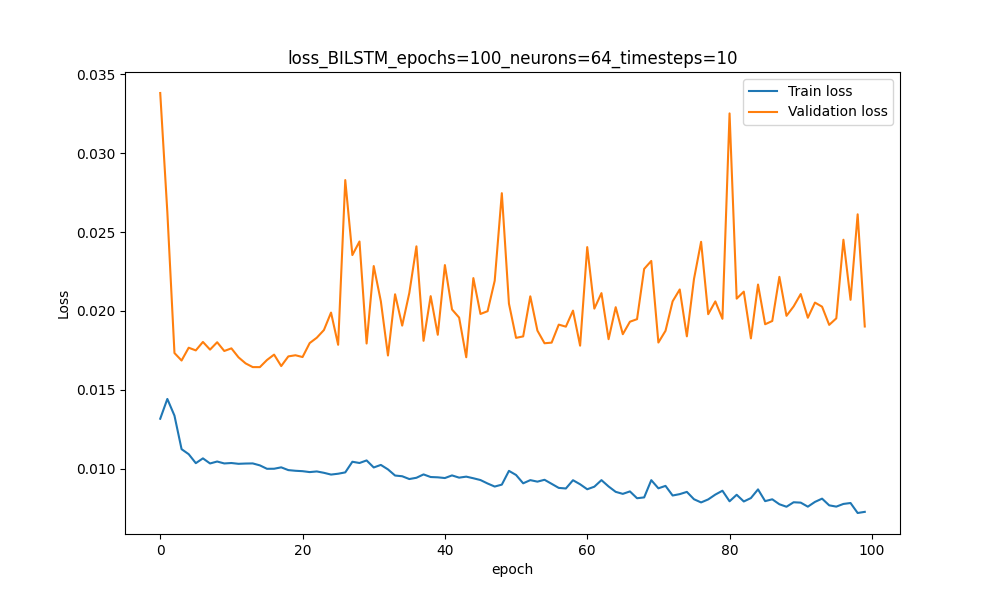 loss_BILSTM_epochs=100_neurons=64_timesteps=10
Train loss
Validation loss
Loss
0.035
0.030
0.025
0.020
0.015
0.010
0 20 40 60 80 100
epoch